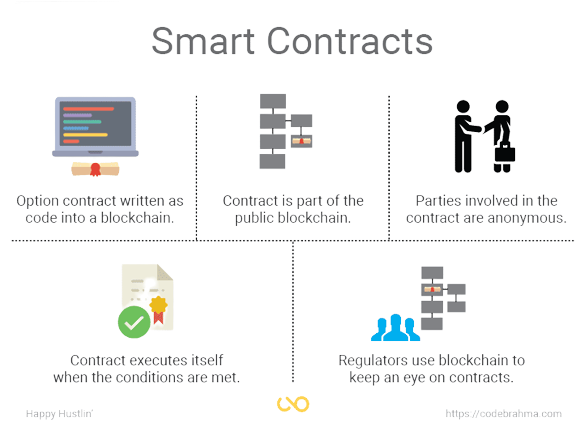 Smart Contracts
Option contract written as
code into a blockchain.
Contract is part of the
public blockchain.
Parties involved in the
contract are anonymous.
Contract executes itself
when the conditions are met.
Regulators use blockchain to
keep an eye on contracts.
Happy Hustlin'
https://codebrahma.com